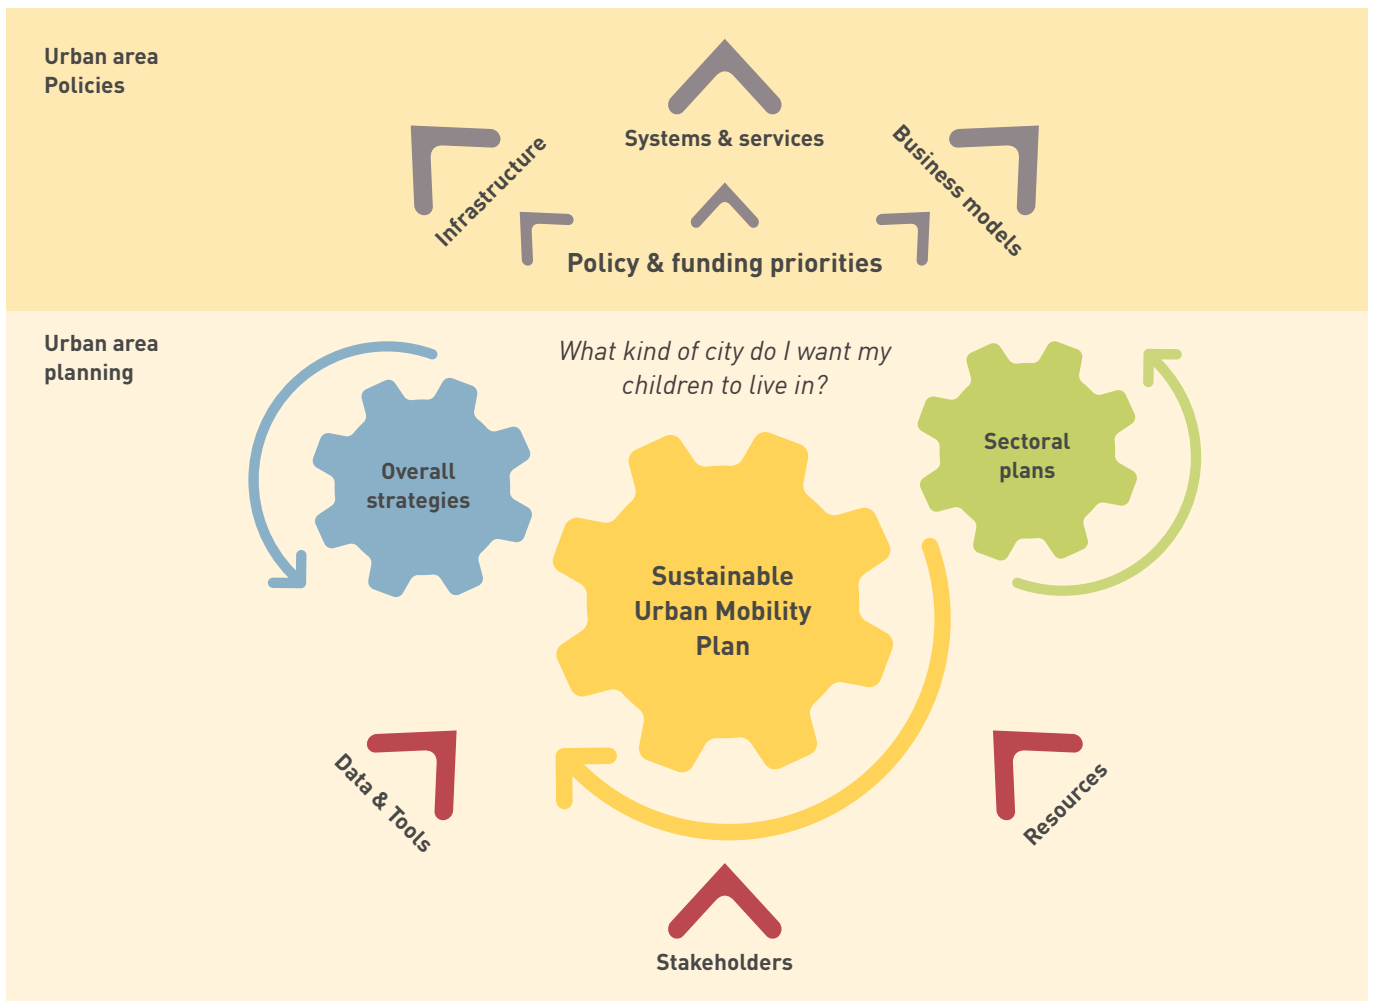 Urban area
Policies
Systems & services
Infrastructure
Business models
Policy & funding priorities
Urban area
planning
What kind of city do I want my
children to live in?
Overall
strategies
Sectoral
plans
Sustainable
Urban Mobility
Plan
Data & Tools
Resources
Stakeholders